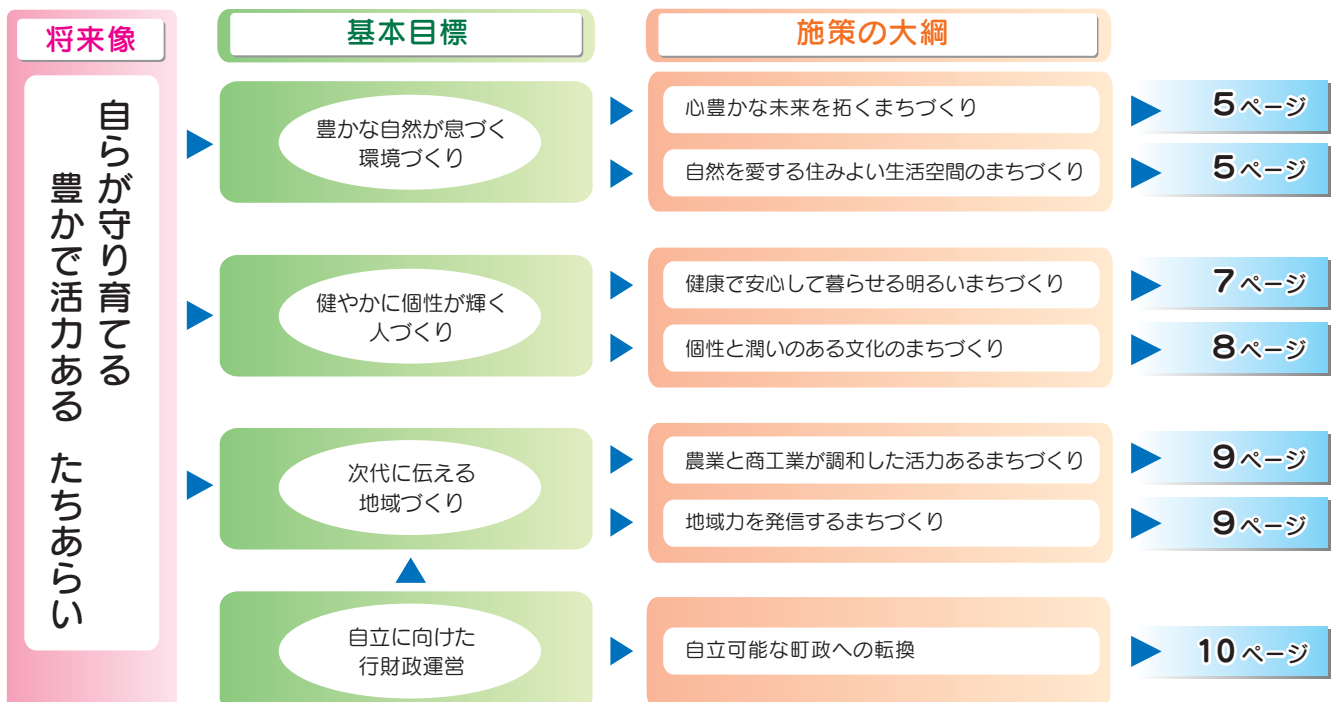 将来像
自らが守り育てる
豊かで活力ある たちあらい
基本目標
施策の大綱
豊かな自然が息づく
環境づくり
心豊かな未来を拓くまちづくり
5ページ
自然を愛する住みよい生活空間のまちづくり
5ページ
健やかに個性が輝く
人づくり
健康で安心して暮らせる明るいまちづくり
7ページ
個性と潤いのある文化のまちづくり
8ページ
次代に伝える
地域づくり
農業と商工業が調和した活力あるまちづくり
9ページ
地域力を発信するまちづくり
9ページ
自立に向けた
行財政運営
自立可能な町政への転換
10ページ